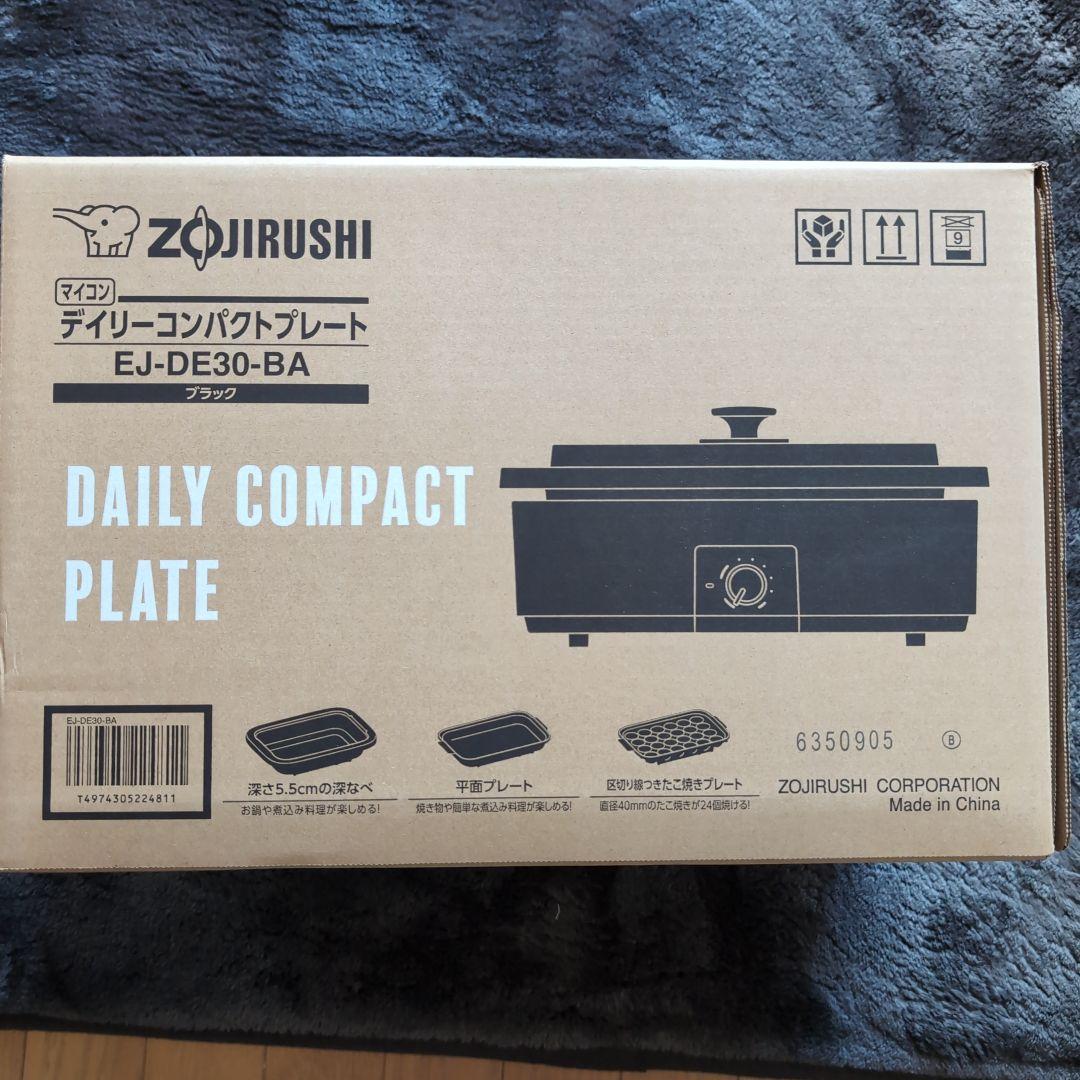 ZOJIRUSHI
マイコン
デイリーコンパクトプレート
EJ-DE30-BA
ブラック
9
DAILY COMPACT
PLATE
EJ-DE30-BA
T4974305224811
深さ5.5cmの深なべ
お鍋や煮込み料理が楽しめる!
平面プレート
焼き物や簡単な煮込み料理が楽しめる!
区切り線つきたこ焼きプレート
直径40mmのたこ焼きが24個焼ける!
6350905
B
ZOJIRUSHI CORPORATION
Made in China